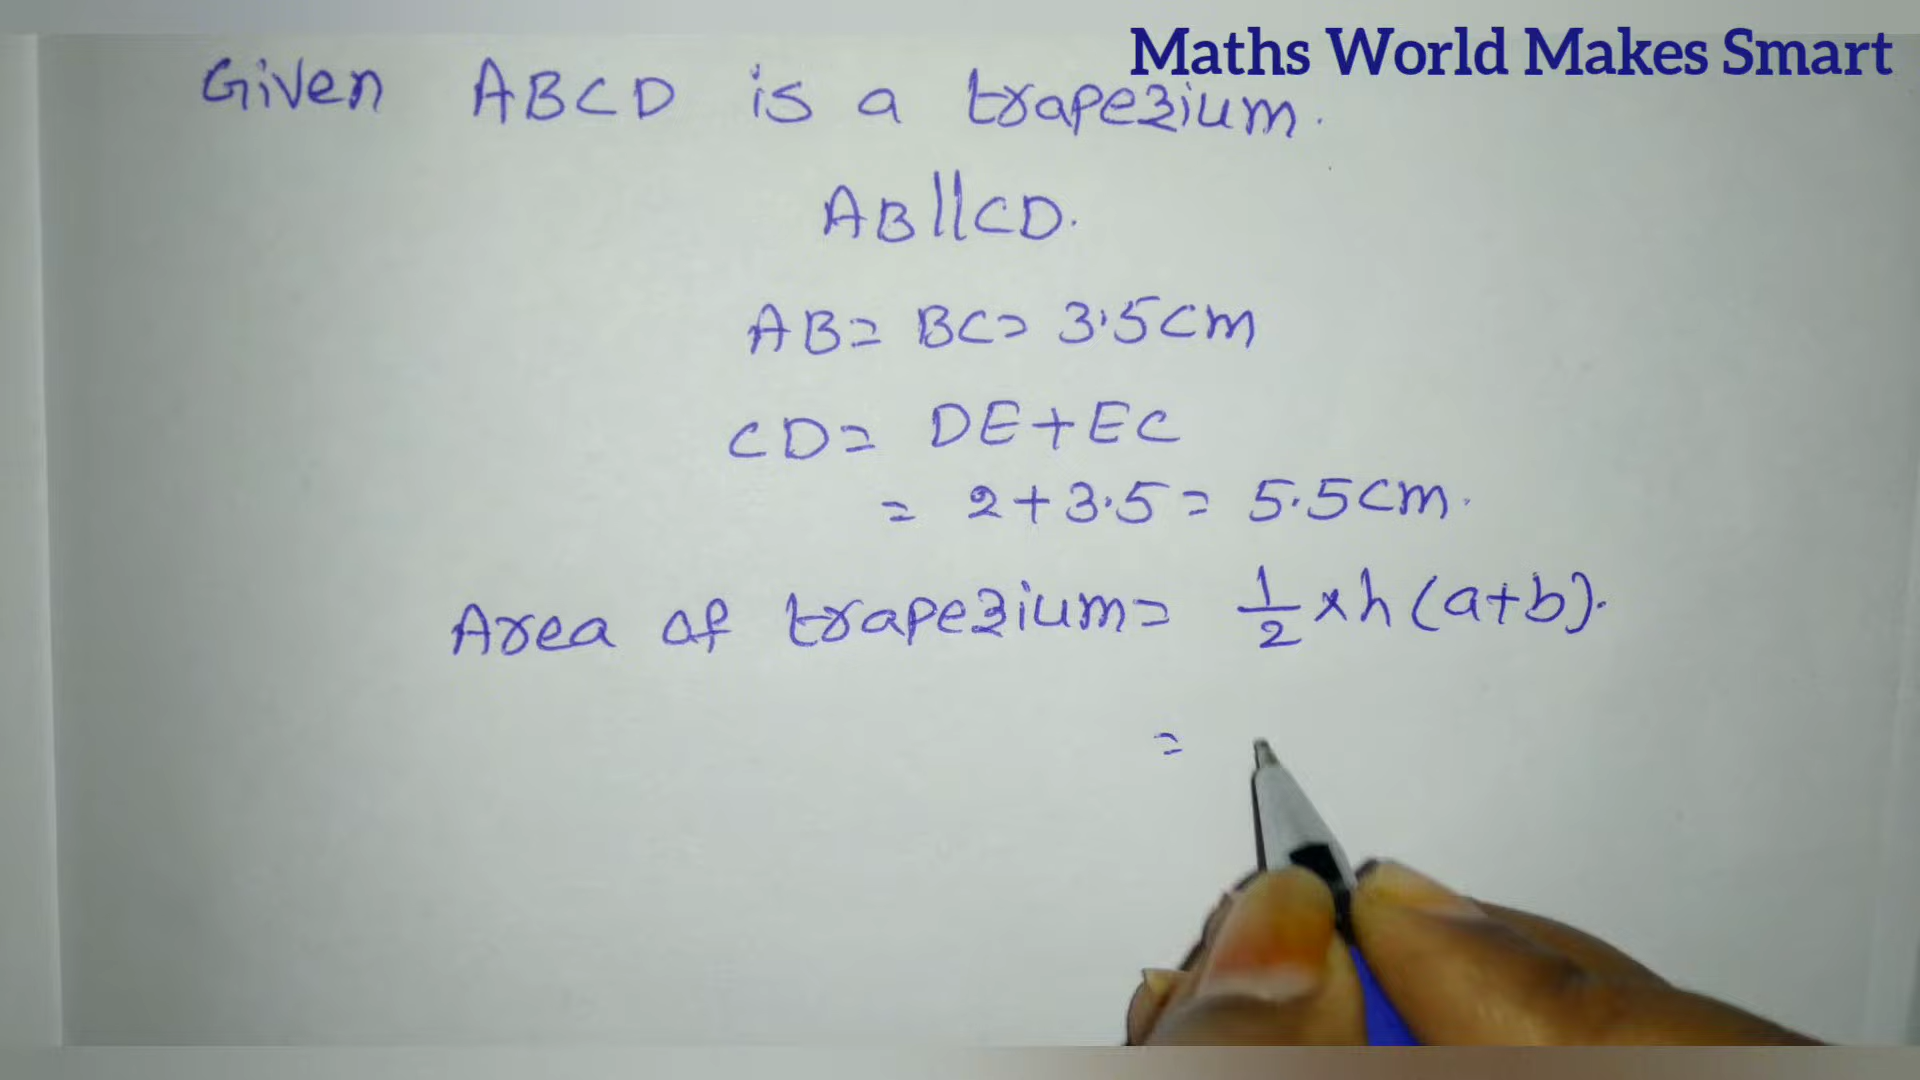 Maths World Makes Smart
Given ABCD is a trapezium.
AB||CD.
AB = BC = 3.5cm
CD = DE + EC
= 2 + 3.5 = 5.5cm.
Area of trapezium = 1/2 × h (a+b).
=